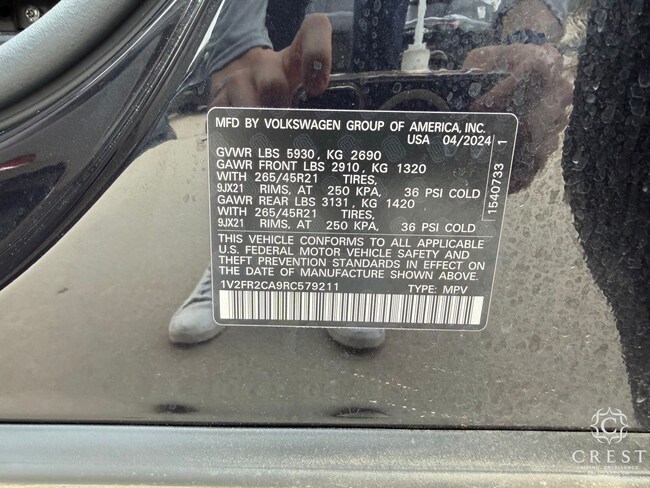 MFD BY VOLKSWAGEN GROUP OF AMERICA, INC.
USA 04/2024
GVWR LBS 5930, KG 2690
GAWR FRONT LBS 2910, KG 1320
WITH 265/45R21 TIRES,
9JX21 RIMS, AT 250 KPA, 36 PSI COLD
GAWR REAR LBS 3131, KG 1420
WITH 265/45R21 TIRES,
9JX21 RIMS, AT 250 KPA, 36 PSI COLD
THIS VEHICLE CONFORMS TO ALL APPLICABLE
U.S. FEDERAL MOTOR VEHICLE SAFETY AND
THEFT PREVENTION STANDARDS IN EFFECT ON
THE DATE OF MANUFACTURE SHOWN ABOVE.
1V2FR2CA9RC579211 TYPE: MPV
1540733 1
C
CREST